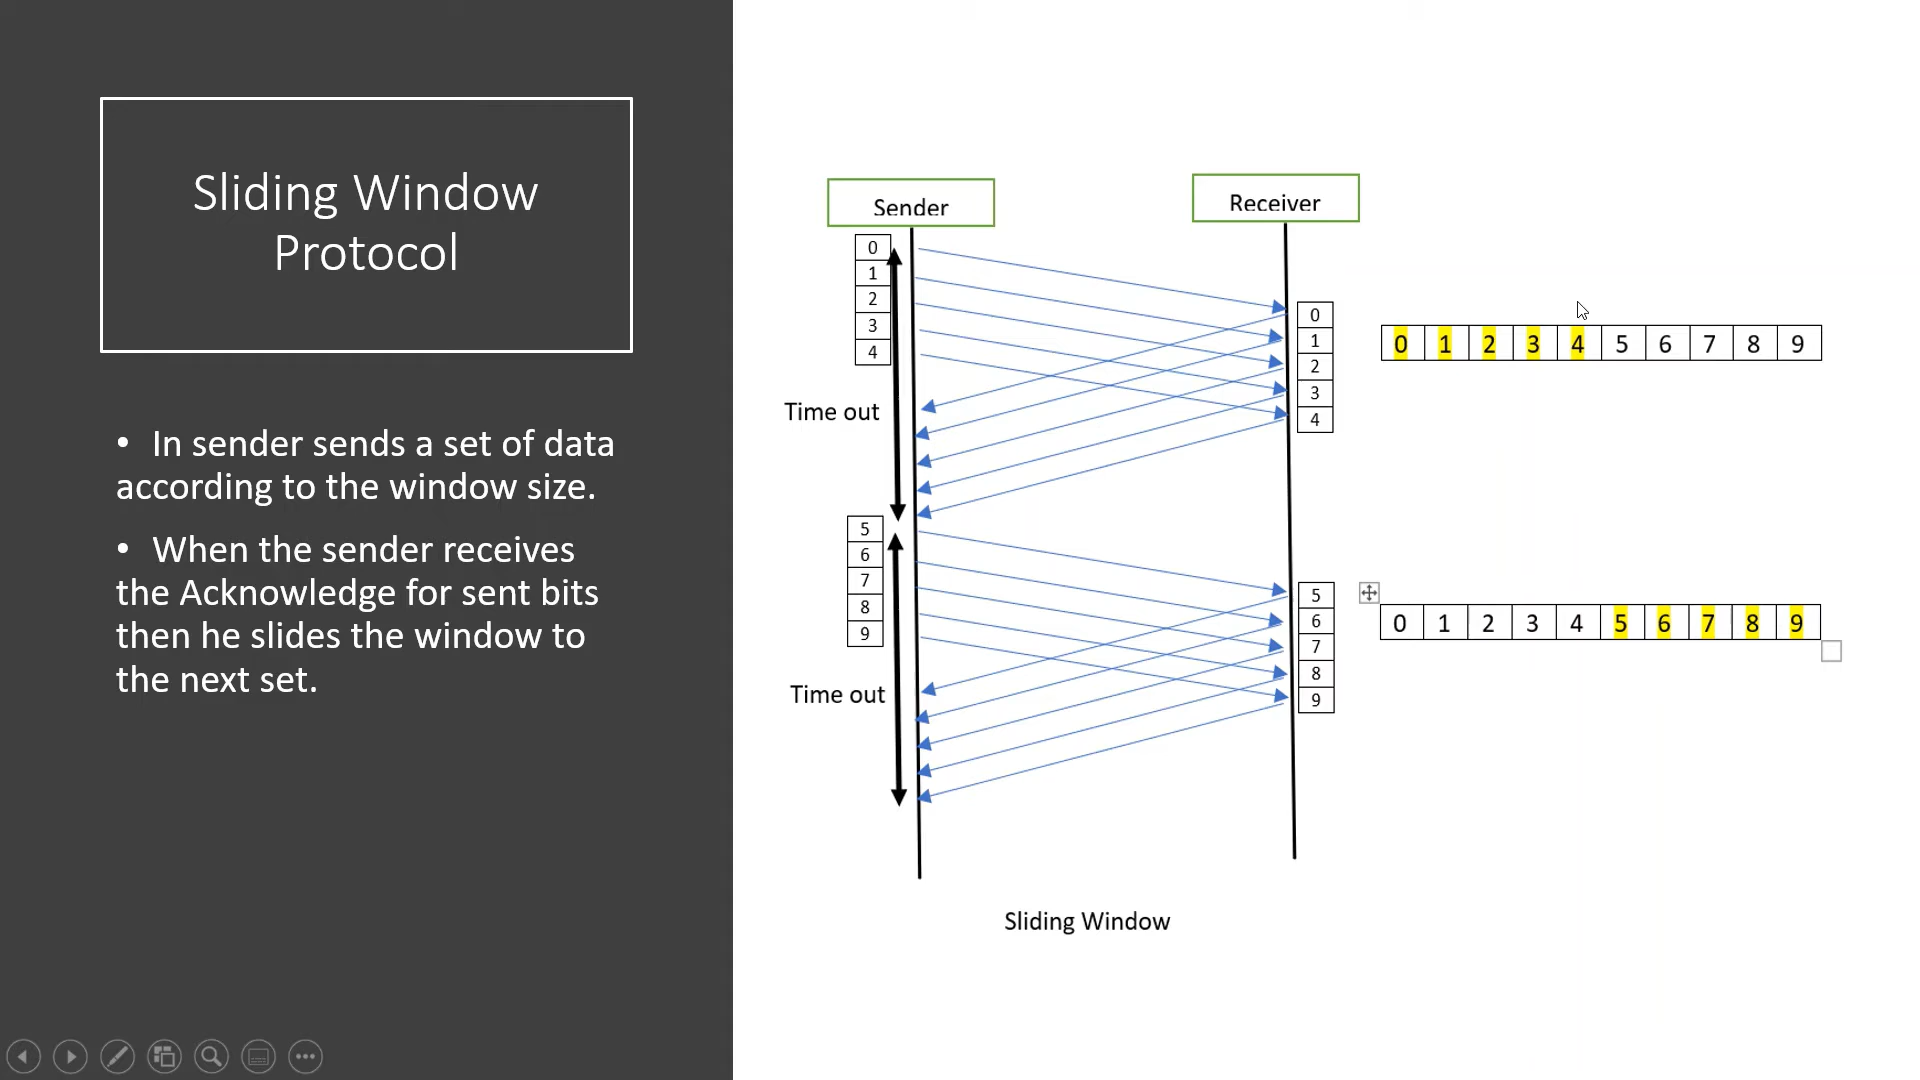 Sliding Window
Protocol
• In sender sends a set of data
according to the window size.
• When the sender receives
the Acknowledge for sent bits
then he slides the window to
the next set.
Sender
Receiver
0
1
2
3
4
Time out
0
1
2
3
4
0 1 2 3 4 5 6 7 8 9
5
6
7
8
9
Time out
5
6
7
8
9
0 1 2 3 4 5 6 7 8 9
Sliding Window